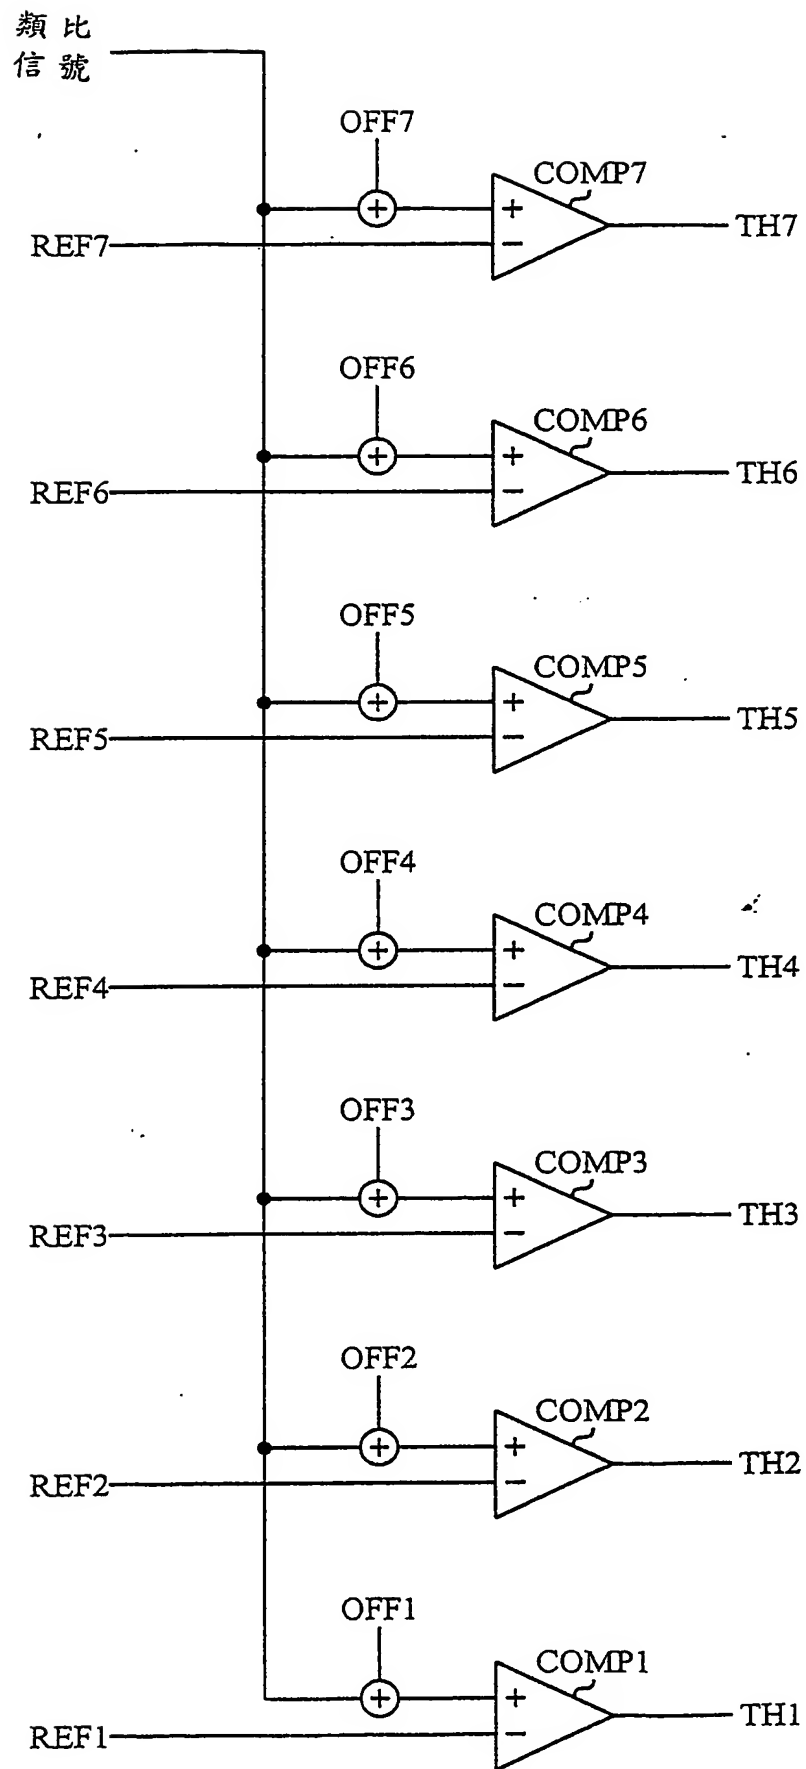 類比
信號
OFF7
COMP7
+
+
TH7
REF7
−
OFF6
COMP6
+
+
TH6
REF6
−
OFF5
COMP5
+
+
TH5
REF5
−
OFF4
COMP4
+
+
TH4
REF4
−
OFF3
COMP3
+
+
TH3
REF3
−
OFF2
COMP2
+
+
TH2
REF2
−
OFF1
COMP1
+
+
TH1
REF1
−